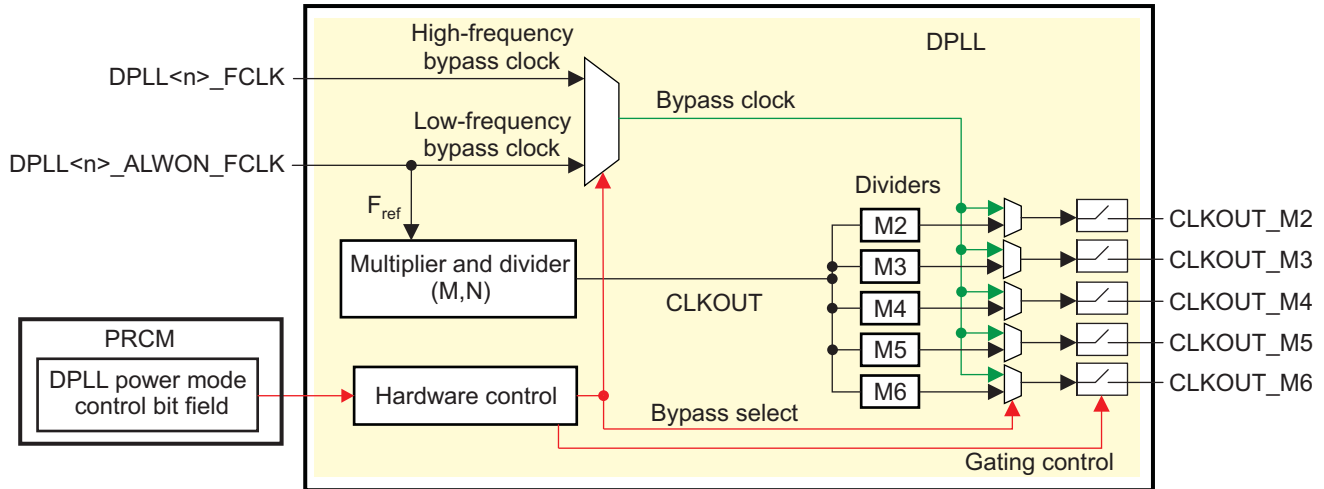 High-frequency
bypass clock
DPLL
DPLL<n>_FCLK
Bypass clock
Low-frequency
bypass clock
DPLL<n>_ALWON_FCLK
Dividers
Fref
M2
CLKOUT_M2
Multiplier and divider
(M,N)
M3
CLKOUT_M3
CLKOUT
M4
CLKOUT_M4
PRCM
M5
CLKOUT_M5
DPLL power mode
control bit field
Hardware control
M6
CLKOUT_M6
Bypass select
Gating control